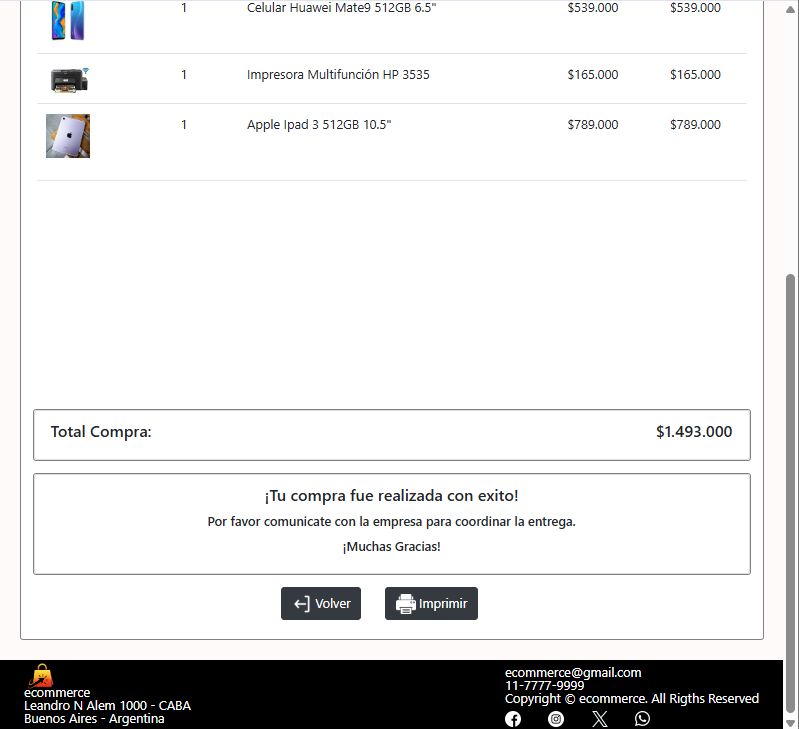 1 Celular Huawei Mate9 512GB 6.5" $539.000 $539.000
1 Impresora Multifunción HP 3535 $165.000 $165.000
1 Apple Ipad 3 512GB 10.5" $789.000 $789.000
Total Compra: $1.493.000
¡Tu compra fue realizada con exito!
Por favor comunicate con la empresa para coordinar la entrega.
¡Muchas Gracias!
Volver Imprimir
ecommerce
Leandro N Alem 1000 - CABA
Buenos Aires - Argentina
ecommerce@gmail.com
11-7777-9999
Copyright © ecommerce. All Rigths Reserved